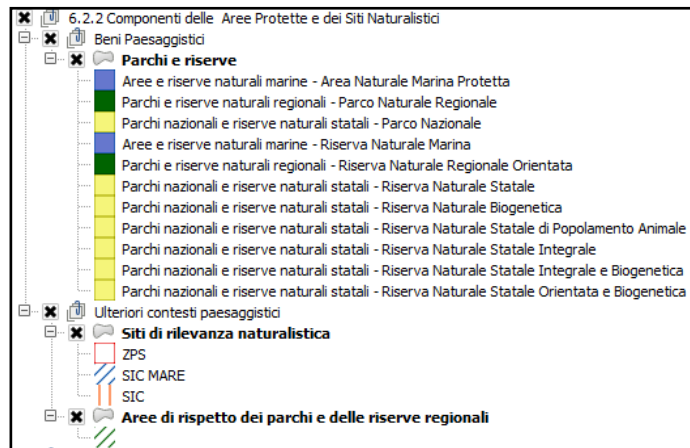 6.2.2 Componenti delle Aree Protette e dei Siti Naturalistici
Beni Paesaggistici
Parchi e riserve
Aree e riserve naturali marine - Area Naturale Marina Protetta
Parchi e riserve naturali regionali - Parco Naturale Regionale
Parchi nazionali e riserve naturali statali - Parco Nazionale
Aree e riserve naturali marine - Riserva Naturale Marina
Parchi e riserve naturali regionali - Riserva Naturale Regionale Orientata
Parchi nazionali e riserve naturali statali - Riserva Naturale Statale
Parchi nazionali e riserve naturali statali - Riserva Naturale Biogenetica
Parchi nazionali e riserve naturali statali - Riserva Naturale Statale di Popolamento Animale
Parchi nazionali e riserve naturali statali - Riserva Naturale Statale Integrale
Parchi nazionali e riserve naturali statali - Riserva Naturale Statale Integrale e Biogenetica
Parchi nazionali e riserve naturali statali - Riserva Naturale Statale Orientata e Biogenetica
Ulteriori contesti paesaggistici
Siti di rilevanza naturalistica
ZPS
SIC MARE
SIC
Aree di rispetto dei parchi e delle riserve regionali